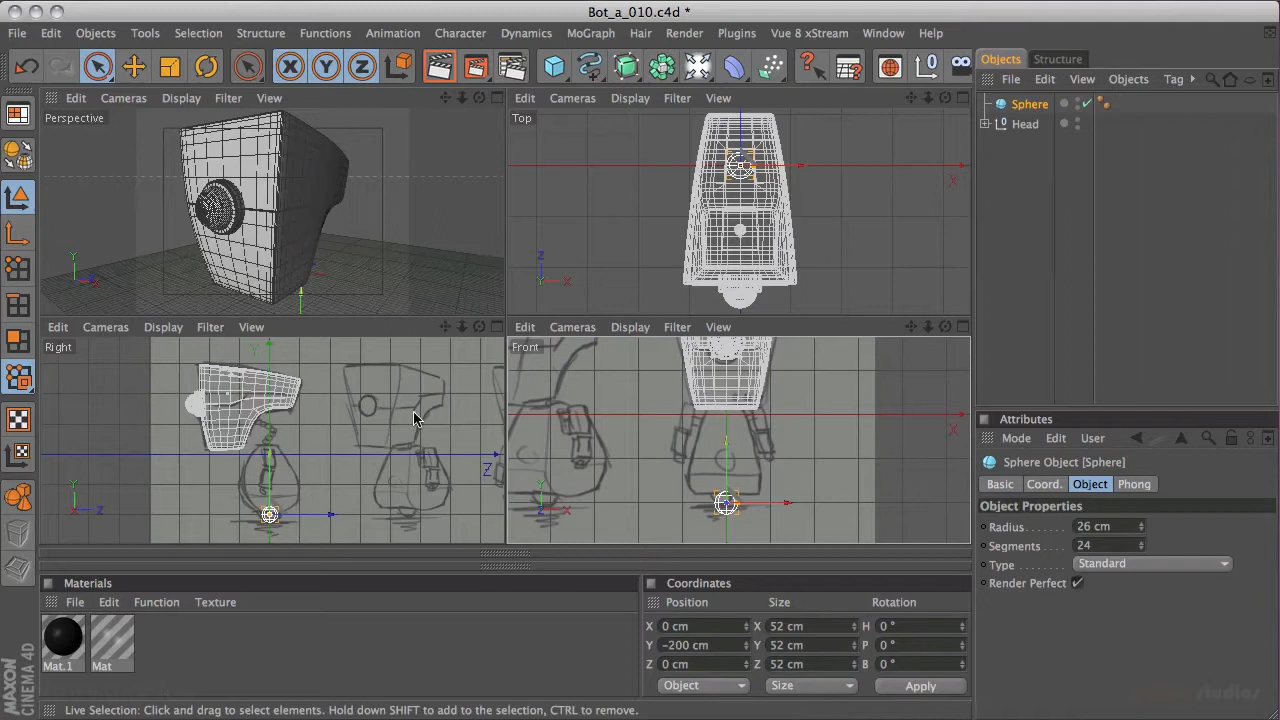 Bot_a_010.c4d *
File Edit Objects Tools Selection Structure Functions Animation Character Dynamics MoGraph Hair Render Plugins Vue 8 xStream Window Help
Objects Structure
File Edit View Objects Tag
Sphere
Head
Edit Cameras Display Filter View
Perspective
Y
Z
X
Edit Cameras Display Filter View
Top
X
Z
Y X
Edit Cameras Display Filter View
Right
Y
Z
Y
X Z
Edit Cameras Display Filter View
Front
X
Y
Z X
Attributes
Mode Edit User
Sphere Object [Sphere]
Basic Coord. Object Phong
Object Properties
Radius 26 cm
Segments 24
Type Standard
Render Perfect
Materials
File Edit Function Texture
Mat.1 Mat
Coordinates
Position Size Rotation
X 0 cm X 52 cm H 0 °
Y -200 cm Y 52 cm P 0 °
Z 0 cm Z 52 cm B 0 °
Object Size Apply
MAXON
CINEMA 4D
Live Selection: Click and drag to select elements. Hold down SHIFT to add to the selection, CTRL to remove.
studios